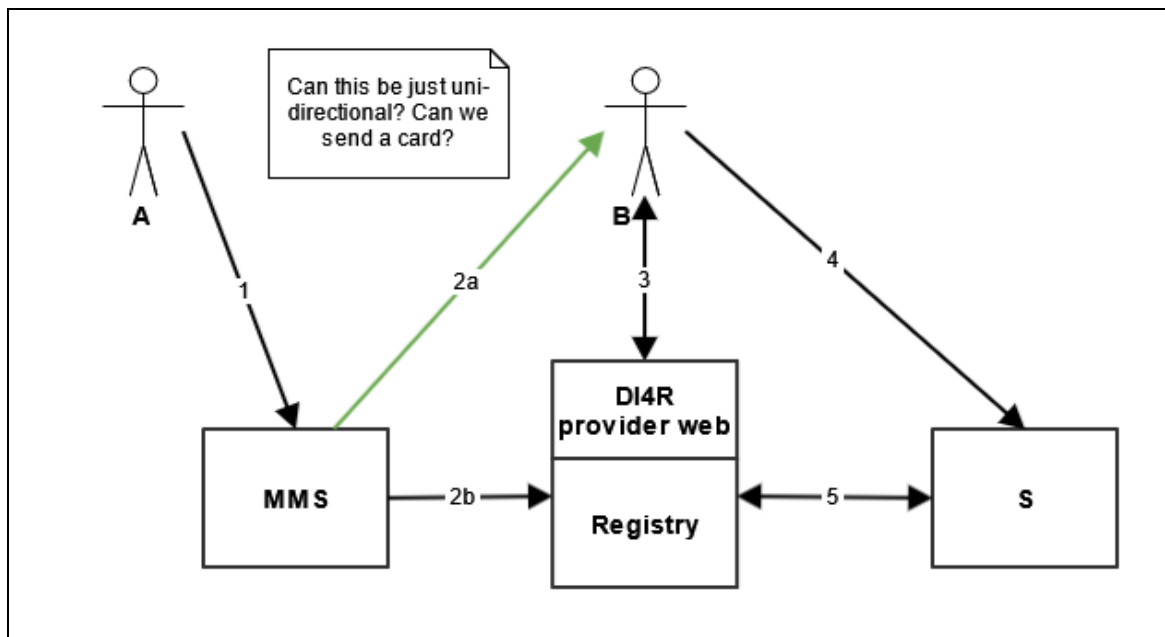 Can this be just uni-
directional? Can we
send a card?
A
B
1
2a
3
4
DI4R
provider web
MMS
2b
Registry
5
S